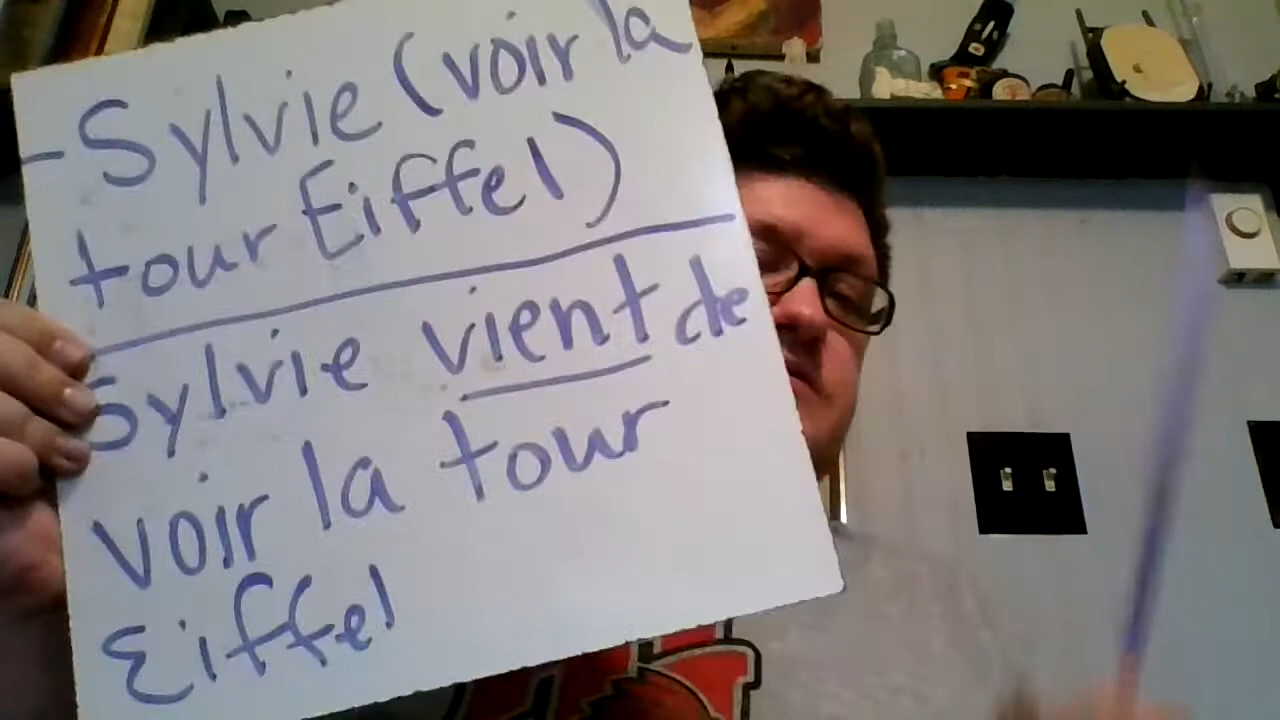 -Sylvie (voir la
tour Eiffel)
Sylvie vient de
voir la tour
Eiffel